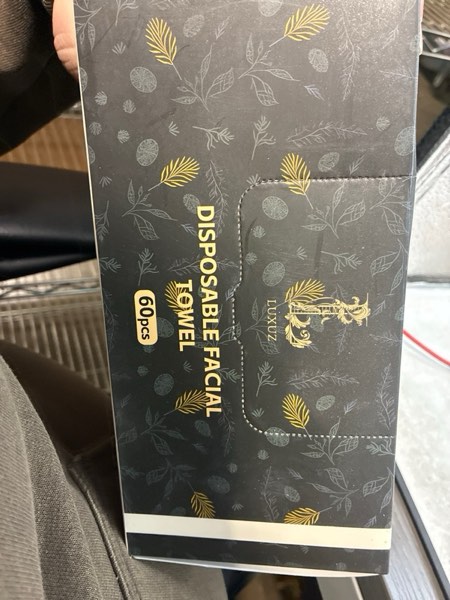 LUXUZ
DISPOSABLE FACIAL
TOWEL
60pcs